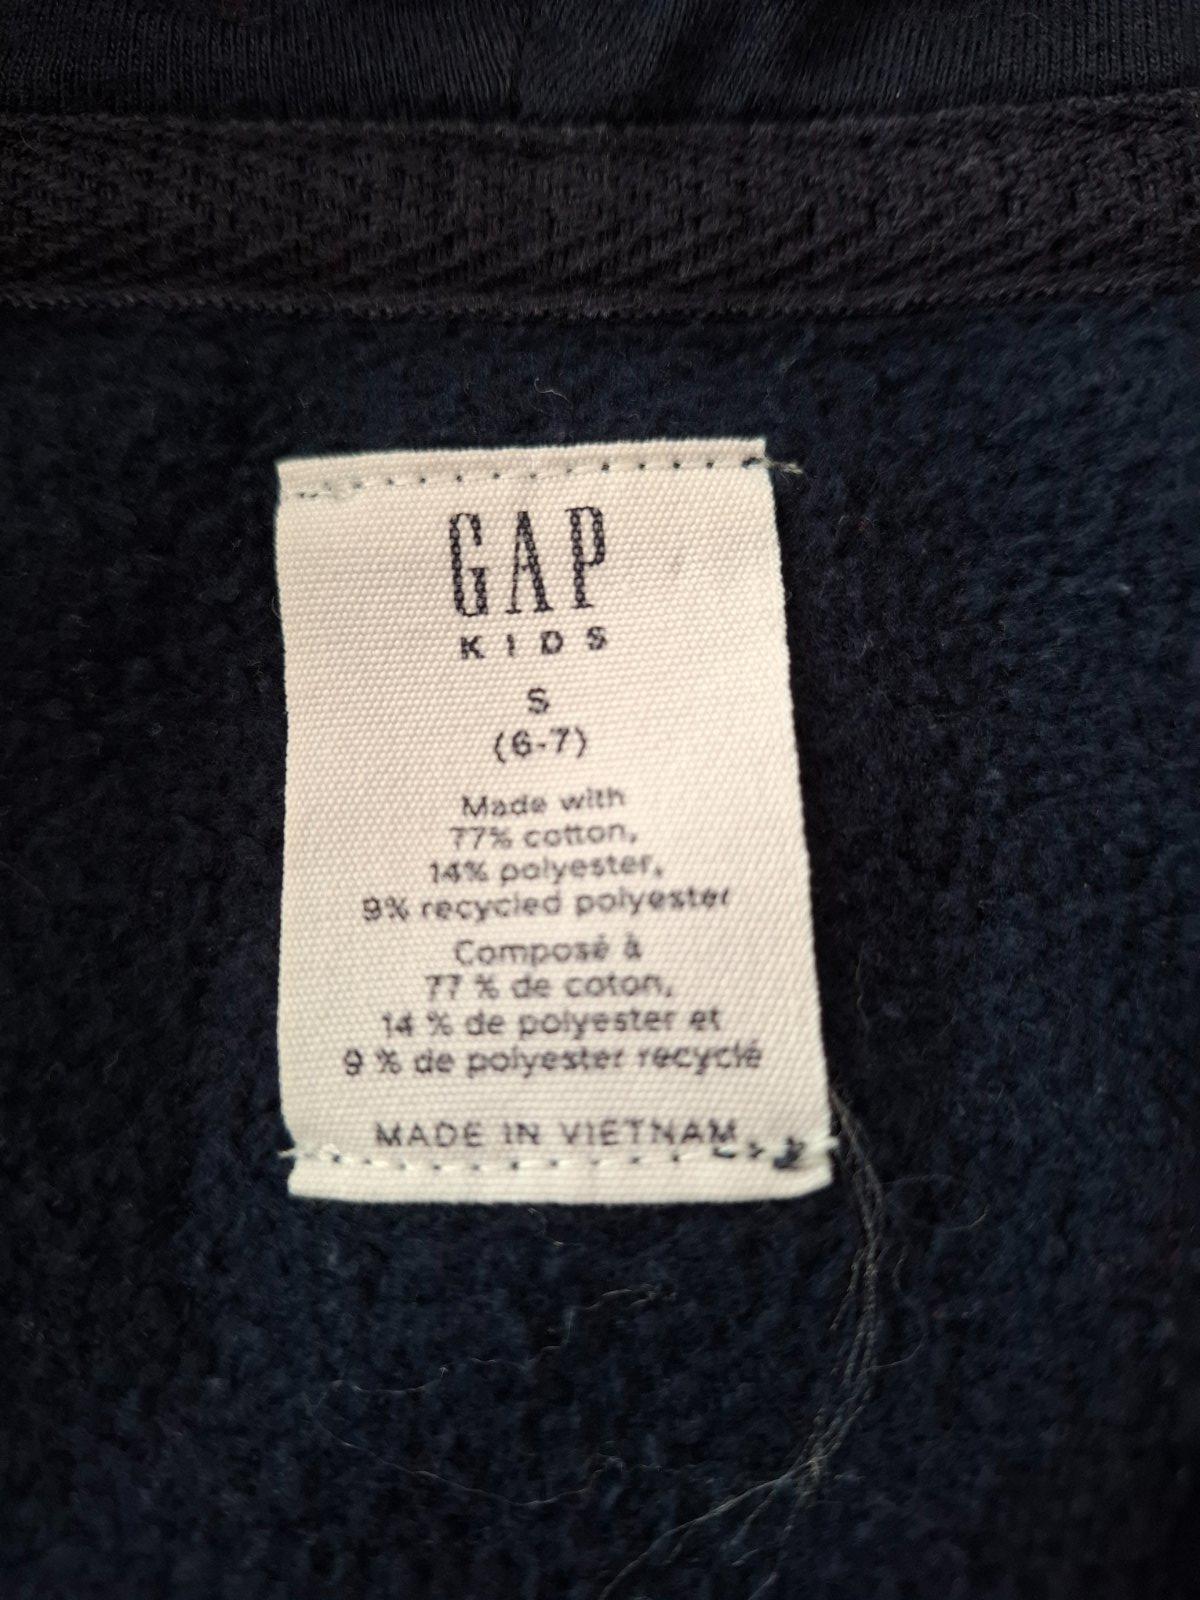 GAP
KIDS
S
(6-7)
Made with
77% cotton,
14% polyester,
9% recycled polyester
Composé à
77 % de coton,
14 % de polyester et
9 % de polyester recyclé
MADE IN VIETNAM